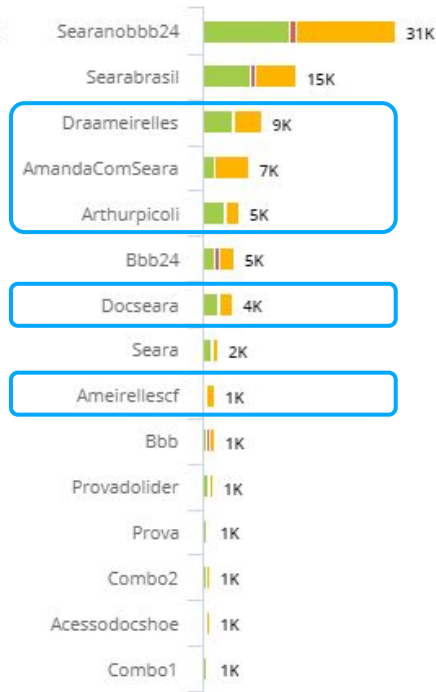 Searanobbb24 31K
Searabrasil 15K
Draameirelles 9K
AmandaComSeara 7K
Arthurpicoli 5K
Bbb24 5K
Docseara 4K
Seara 2K
Ameirellescf 1K
Bbb 1K
Provadolider 1K
Prova 1K
Combo2 1K
Acessodocshoe 1K
Combo1 1K